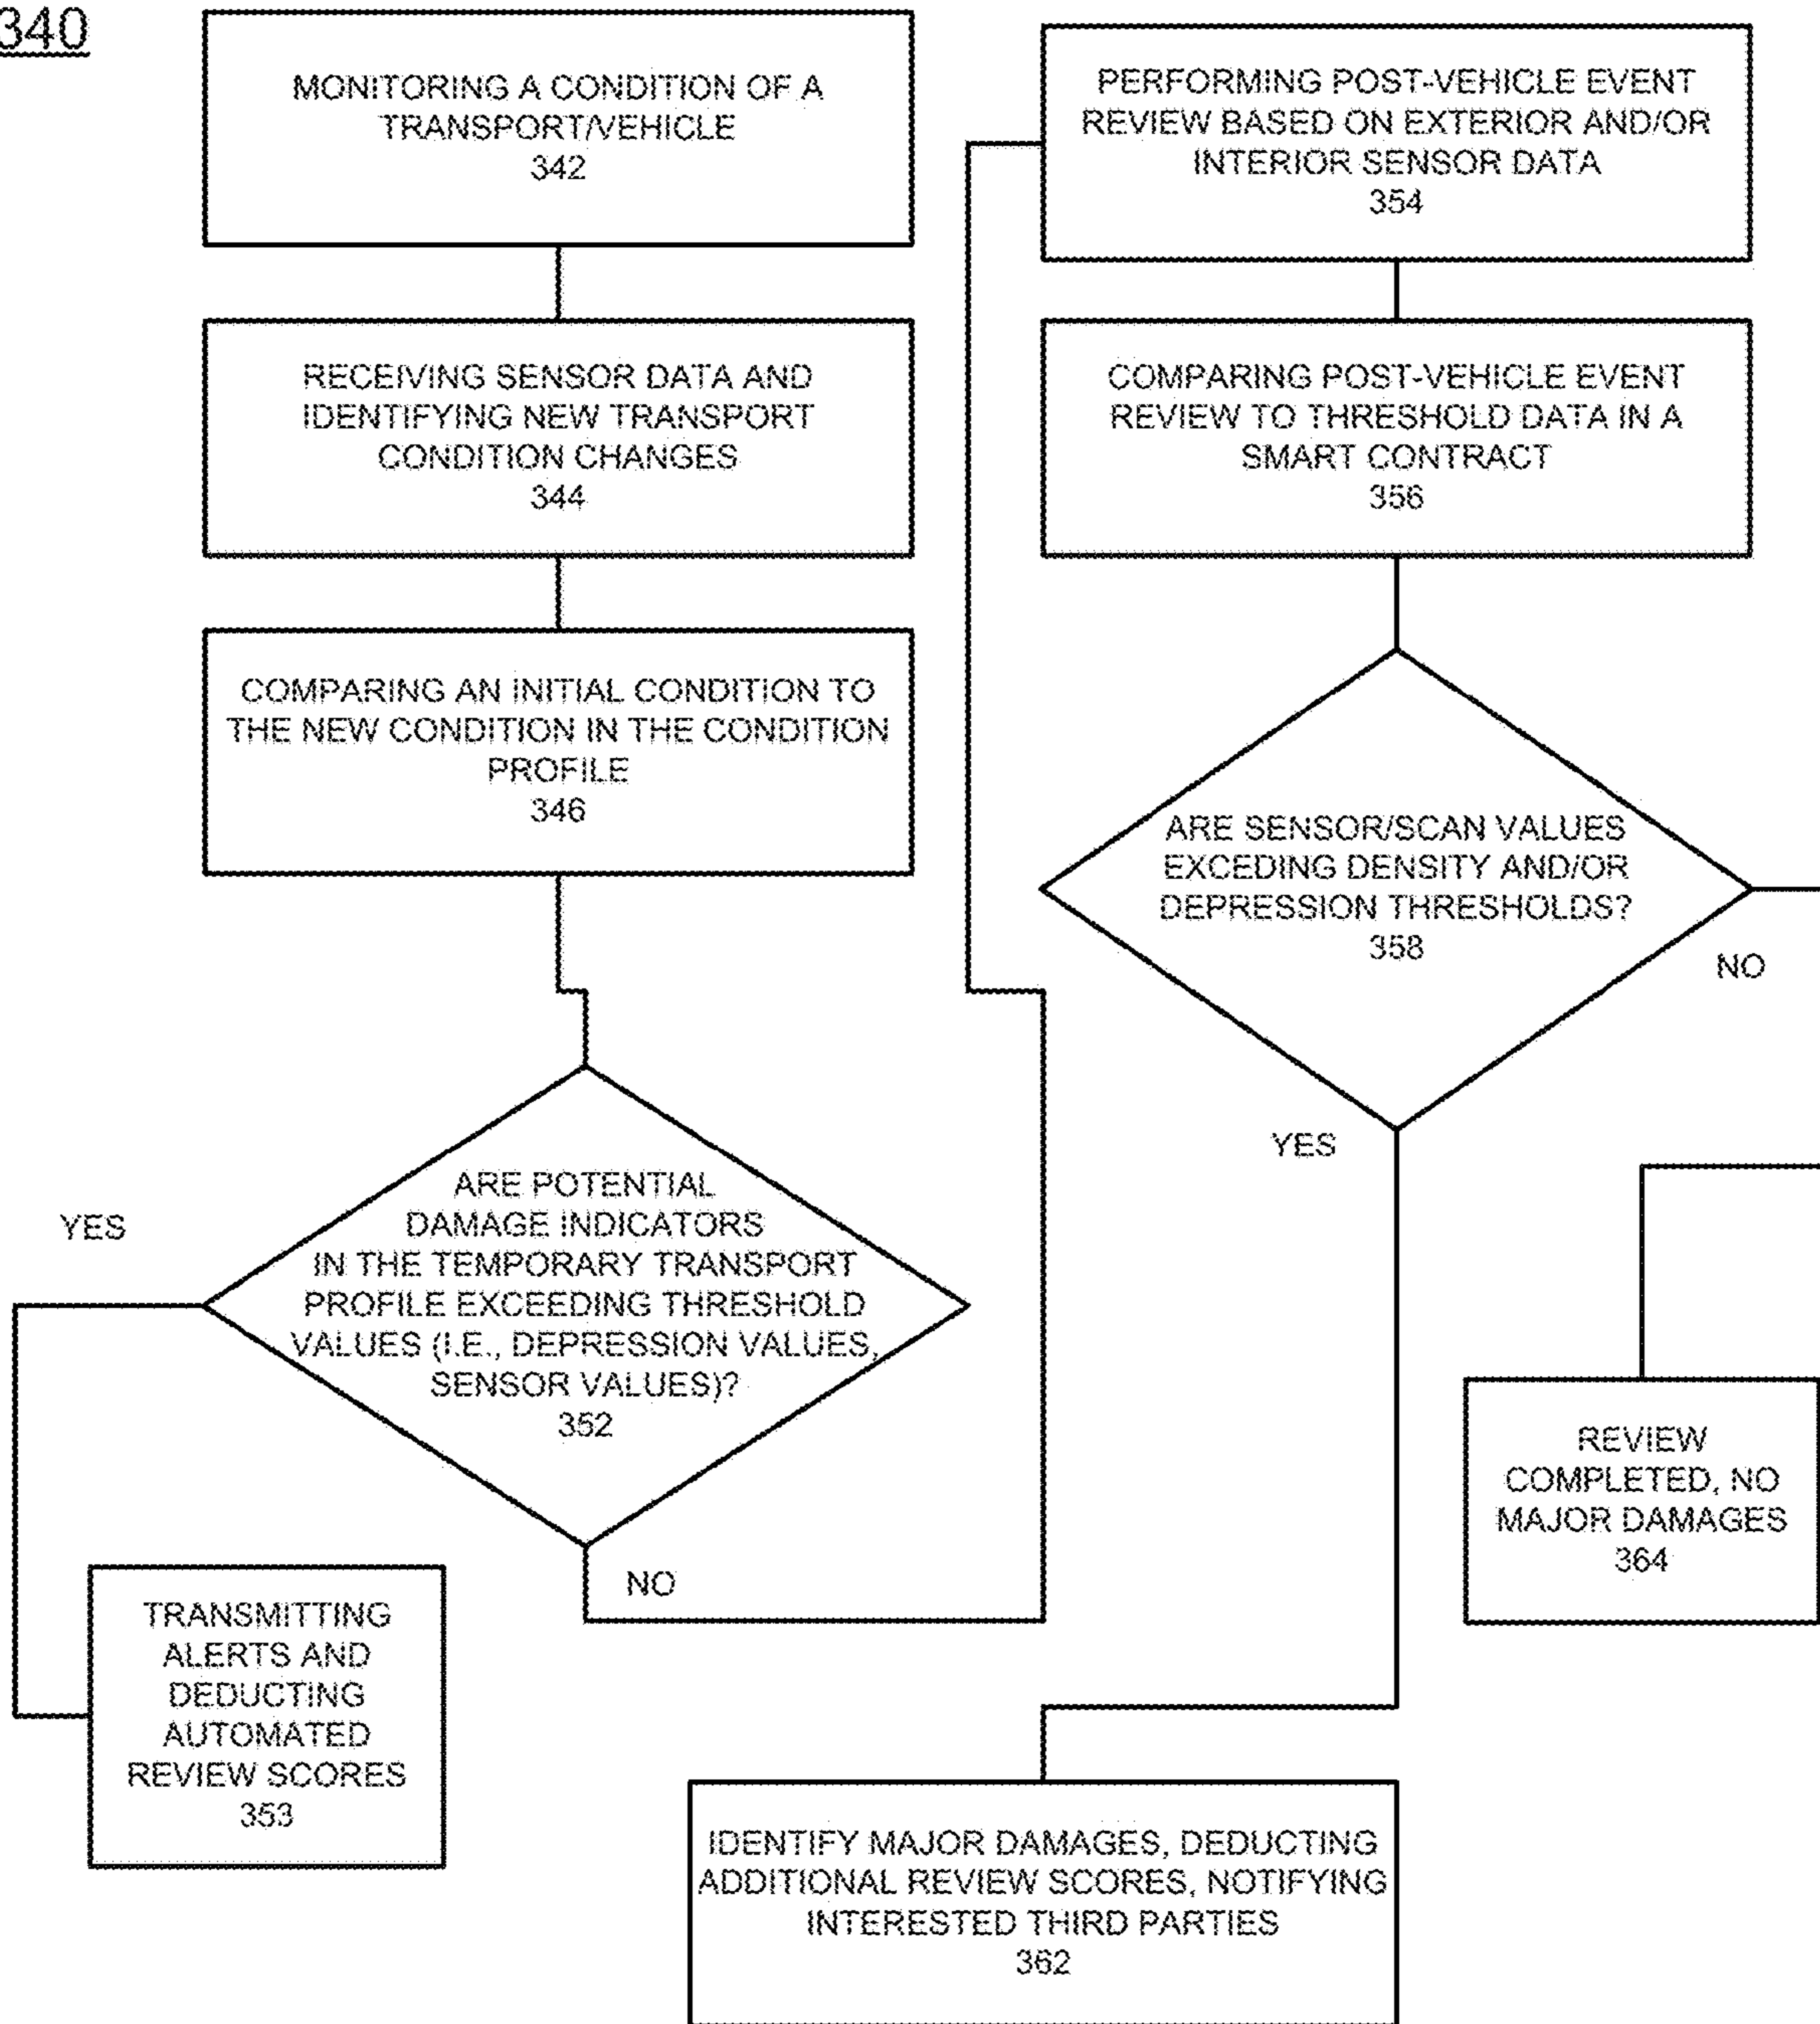 340
MONITORING A CONDITION OF A
TRANSPORT/VEHICLE
342
RECEIVING SENSOR DATA AND
IDENTIFYING NEW TRANSPORT
CONDITION CHANGES
344
COMPARING AN INITIAL CONDITION TO
THE NEW CONDITION IN THE CONDITION
PROFILE
346
ARE POTENTIAL
DAMAGE INDICATORS
IN THE TEMPORARY TRANSPORT
PROFILE EXCEEDING THRESHOLD
VALUES (I.E., DEPRESSION VALUES,
SENSOR VALUES)?
352
YES
NO
TRANSMITTING
ALERTS AND
DEDUCTING
AUTOMATED
REVIEW SCORES
353
PERFORMING POST-VEHICLE EVENT
REVIEW BASED ON EXTERIOR AND/OR
INTERIOR SENSOR DATA
354
COMPARING POST-VEHICLE EVENT
REVIEW TO THRESHOLD DATA IN A
SMART CONTRACT
356
ARE SENSOR/SCAN VALUES
EXCEDING DENSITY AND/OR
DEPRESSION THRESHOLDS?
358
NO
YES
REVIEW
COMPLETED, NO
MAJOR DAMAGES
364
IDENTIFY MAJOR DAMAGES, DEDUCTING
ADDITIONAL REVIEW SCORES, NOTIFYING
INTERESTED THIRD PARTIES
362